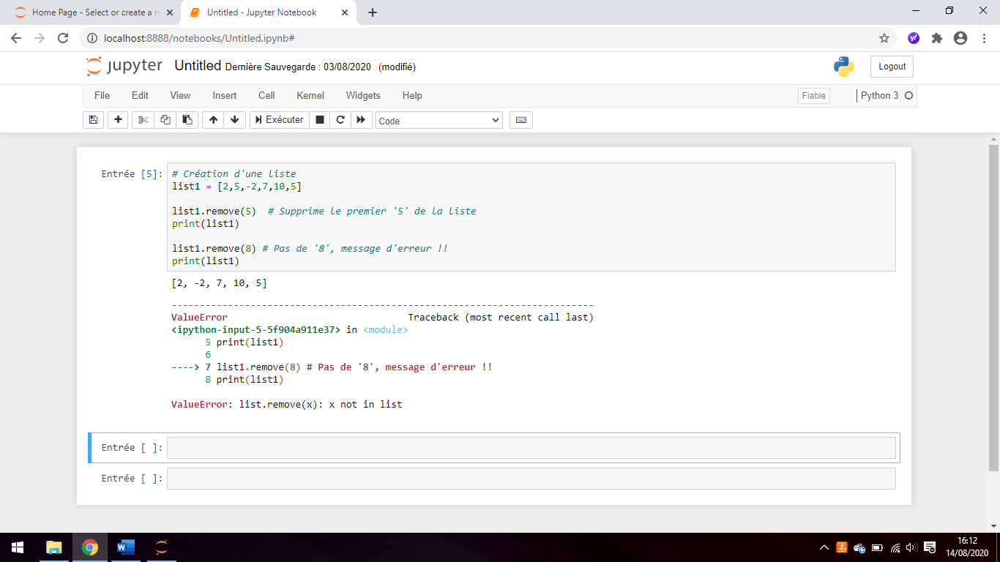 Home Page - Select or create a n
Untitled - Jupyter Notebook
localhost:8888/notebooks/Untitled.ipynb#
jupyter Untitled Dernière Sauvegarde : 03/08/2020 (modifié)
Logout
File Edit View Insert Cell Kernel Widgets Help
Fiable
Python 3
Exécuter
Code
Entrée [5]:
# Création d'une liste
list1 = [2,5,-2,7,10,5]
list1.remove(5)  # Supprime le premier '5' de la liste
print(list1)
list1.remove(8) # Pas de '8', message d'erreur !!
print(list1)
[2, -2, 7, 10, 5]
---------------------------------------------------------------------------
ValueError                                Traceback (most recent call last)
<ipython-input-5-5f904a911e37> in <module>
5 print(list1)
6
----> 7 list1.remove(8) # Pas de '8', message d'erreur !!
8 print(list1)
ValueError: list.remove(x): x not in list
Entrée [ ]:
Entrée [ ]:
16:12
14/08/2020